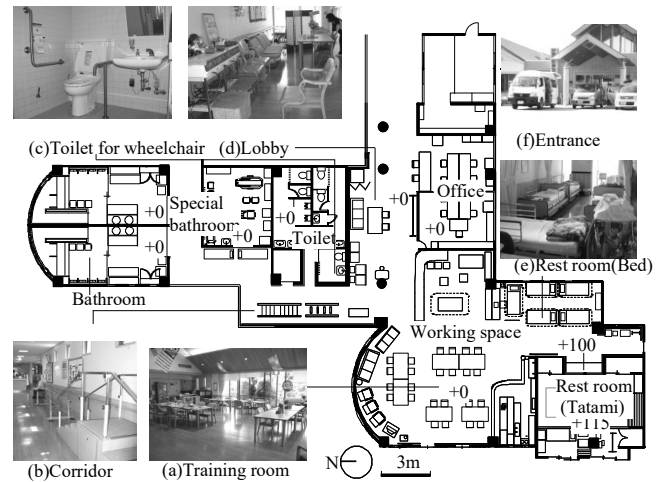 (c)Toilet for wheelchair
(d)Lobby
(f)Entrance
+0
Office
+0
Special
bathroom
+0
+0
+0
+0
Toilet
(e)Rest room(Bed)
Bathroom
Working space
+100
+0
Rest room
(Tatami)
+115
(b)Corridor
(a)Training room
N
3m